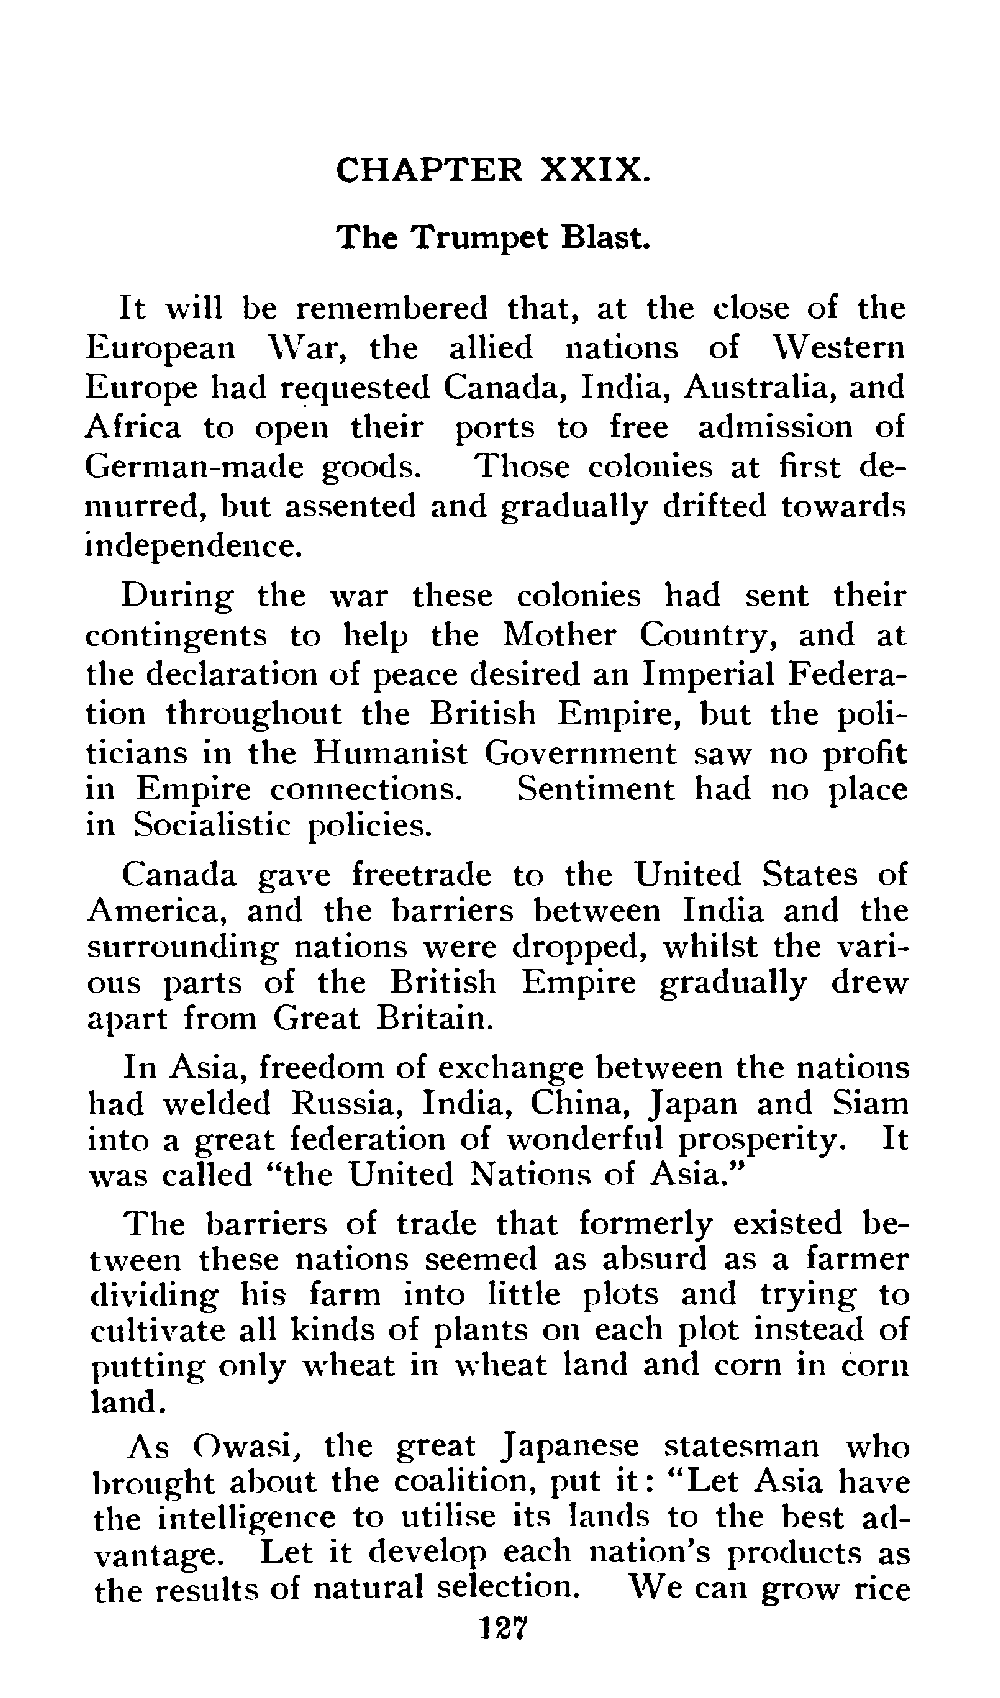 CHAPTER XXIX.
The Trumpet Blast.
It will be remembered that, at the close of the
European War, the allied nations of Western
Europe had requested Canada, India, Australia, and
Africa to open their ports to free admission of
German-made goods. Those colonies at first de-
murred, but assented and gradually drifted towards
independence.
During the war these colonies had sent their
contingents to help the Mother Country, and at
the declaration of peace desired an Imperial Federa-
tion throughout the British Empire, but the poli-
ticians in the Humanist Government saw no profit
in Empire connections. Sentiment had no place
in Socialistic policies.
Canada gave freetrade to the United States of
America, and the barriers between India and the
surrounding nations were dropped, whilst the vari-
ous parts of the British Empire gradually drew
apart from Great Britain.
In Asia, freedom of exchange between the nations
had welded Russia, India, China, Japan and Siam
into a great federation of wonderful prosperity. It
was called “the United Nations of Asia.”
The barriers of trade that formerly existed be-
tween these nations seemed as absurd as a farmer
dividing his farm into little plots and trying to
cultivate all kinds of plants on each plot instead of
putting only wheat in wheat land and corn in corn
land.
As Owasi, the great Japanese statesman who
brought about the coalition, put it: “Let Asia have
the intelligence to utilise its lands to the best ad-
vantage. Let it develop each nation’s products as
the results of natural selection. We can grow rice
127